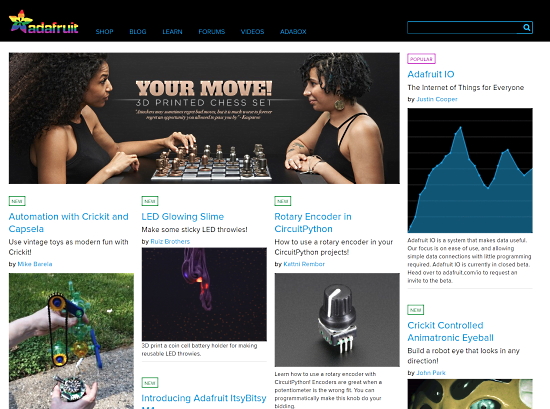 adafruit
SHOP BLOG LEARN FORUMS VIDEOS ADABOX
YOUR MOVE!
3D PRINTED CHESS SET
"Anxiety sometimes regret bad moves, but it is much worse to forever
regret an opportunity you allowed to pass you by." - Kasparov
NEW
Automation with Crickit and
Capsela
Use vintage toys as modern fun with
Crickit!
by Mike Barela
NEW
LED Glowing Slime
Make some sticky LED throwies!
by Ruiz Brothers
3D print a coin cell battery holder for making
reusable LED throwies.
NEW
Introducing Adafruit ItsyBitsy
M4
NEW
Rotary Encoder in
CircuitPython
How to use a rotary encoder in your
CircuitPython projects!
by Kattni Rembor
Learn how to use a rotary encoder with
CircuitPython! Encoders are great when a
potentiometer is the wrong fit. You can
programmatically make this knob do your
bidding.
POPULAR
Adafruit IO
The Internet of Things for Everyone
by Justin Cooper
Adafruit IO is a system that makes data useful.
Our focus is on ease of use, and allowing
simple data connections with little programming
required. Adafruit IO is currently in closed beta.
Head over to adafruit.com/io to request an
invite to the beta.
NEW
Crickit Controlled
Animatronic Eyeball
Build a robot eye that looks in any
direction!
by John Park